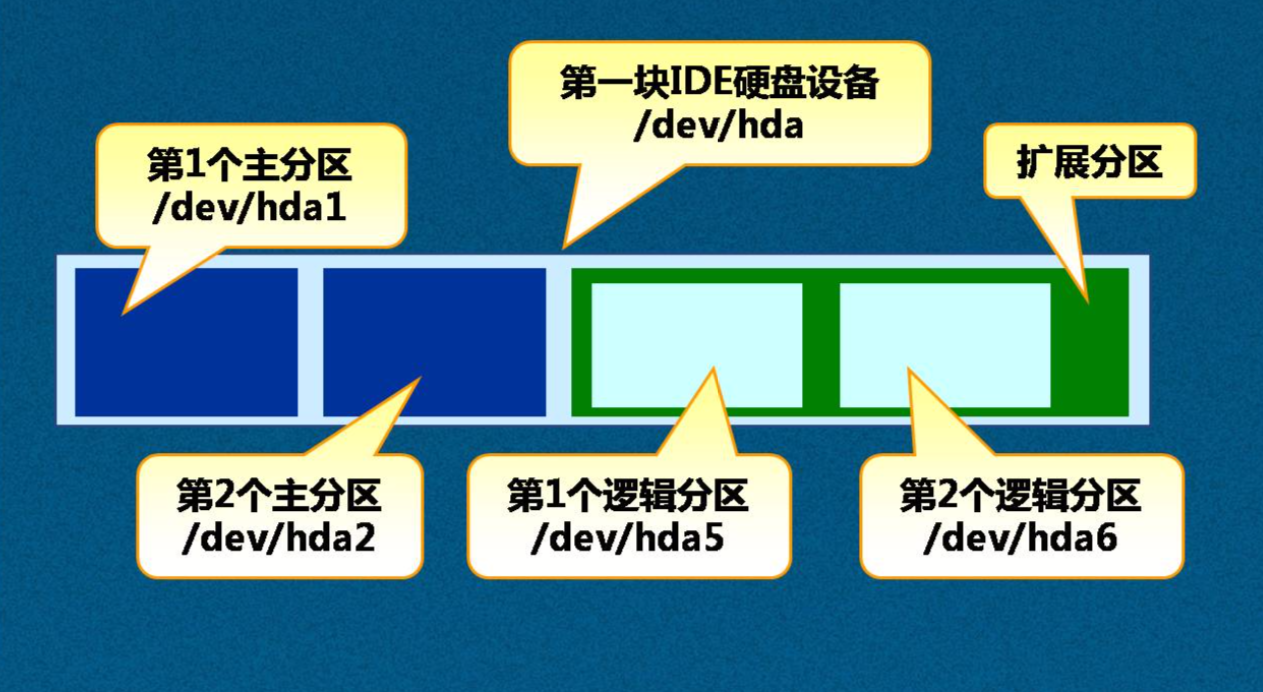 第一块IDE硬盘设备
/dev/hda
第1个主分区
/dev/hda1
扩展分区
第2个主分区
/dev/hda2
第1个逻辑分区
/dev/hda5
第2个逻辑分区
/dev/hda6